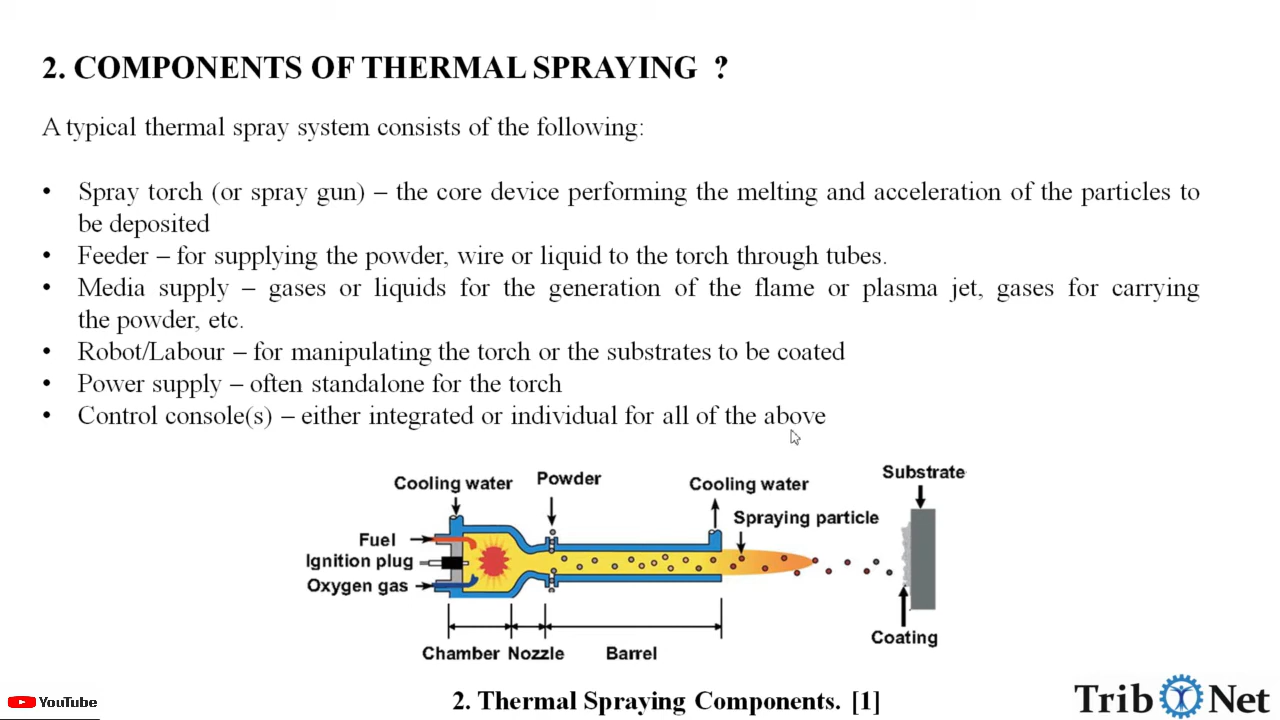 2. COMPONENTS OF THERMAL SPRAYING ?
A typical thermal spray system consists of the following:
• Spray torch (or spray gun) – the core device performing the melting and acceleration of the particles to
be deposited
• Feeder – for supplying the powder, wire or liquid to the torch through tubes.
• Media supply – gases or liquids for the generation of the flame or plasma jet, gases for carrying
the powder, etc.
• Robot/Labour – for manipulating the torch or the substrates to be coated
• Power supply – often standalone for the torch
• Control console(s) – either integrated or individual for all of the above
Cooling water
Powder
Cooling water
Substrate
Spraying particle
Fuel
Ignition plug
Oxygen gas
Coating
Chamber
Nozzle
Barrel
2. Thermal Spraying Components. [1]
YouTube
Trib Net